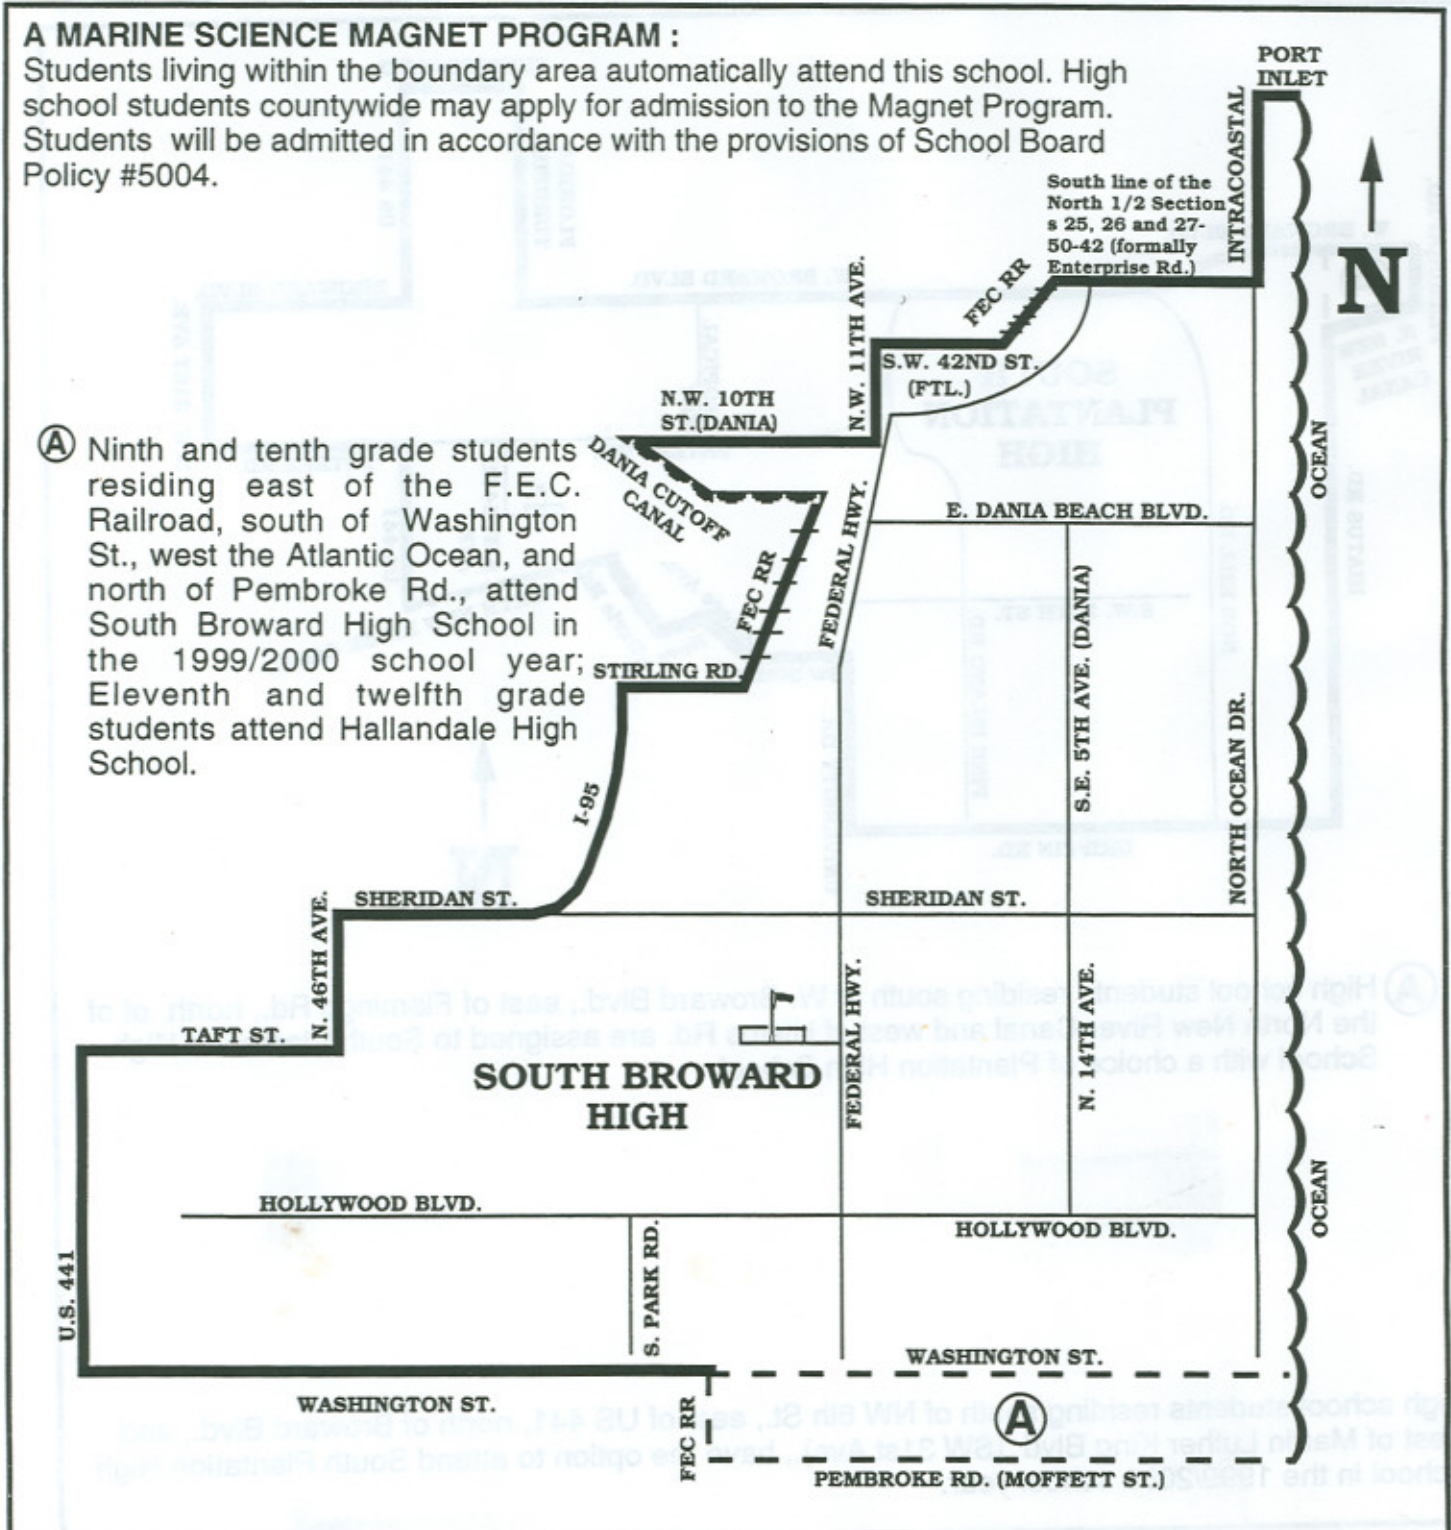 A MARINE SCIENCE MAGNET PROGRAM :
Students living within the boundary area automatically attend this school. High
school students countywide may apply for admission to the Magnet Program.
Students will be admitted in accordance with the provisions of School Board
Policy #5004.
PORT
INLET
INTRACOASTAL
South line of the
North 1/2 Section
s 25, 26 and 27-
50-42 (formally
Enterprise Rd.)
N
FEC RR
N.W. 11TH AVE.
S.W. 42ND ST.
(FTL.)
N.W. 10TH
ST.(DANIA)
DANIA CUTOFF
CANAL
OCEAN
A Ninth and tenth grade students
residing east of the F.E.C.
Railroad, south of Washington
St., west the Atlantic Ocean, and
north of Pembroke Rd., attend
South Broward High School in
the 1999/2000 school year;
Eleventh and twelfth grade
students attend Hallandale High
School.
E. DANIA BEACH BLVD.
FEC RR
FEDERAL HWY.
S.E. 5TH AVE. (DANIA)
STIRLING RD.
NORTH OCEAN DR.
I-95
SHERIDAN ST.
SHERIDAN ST.
N. 46TH AVE.
TAFT ST.
FEDERAL HWY.
N. 14TH AVE.
SOUTH BROWARD
HIGH
HOLLYWOOD BLVD.
HOLLYWOOD BLVD.
OCEAN
U.S. 441
S. PARK RD.
WASHINGTON ST.
WASHINGTON ST.
FEC RR
A
PEMBROKE RD. (MOFFETT ST.)